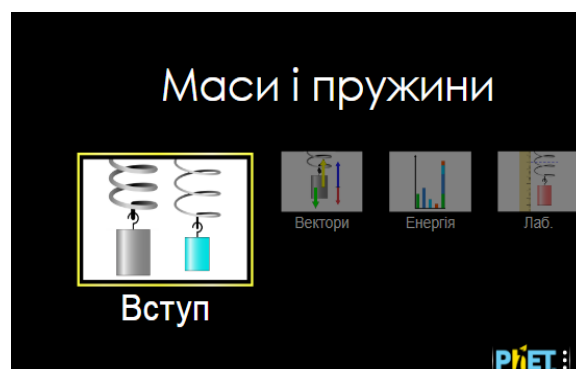 Маси і пружини
Вектори
Енергія
Лаб.
Вступ
PhET